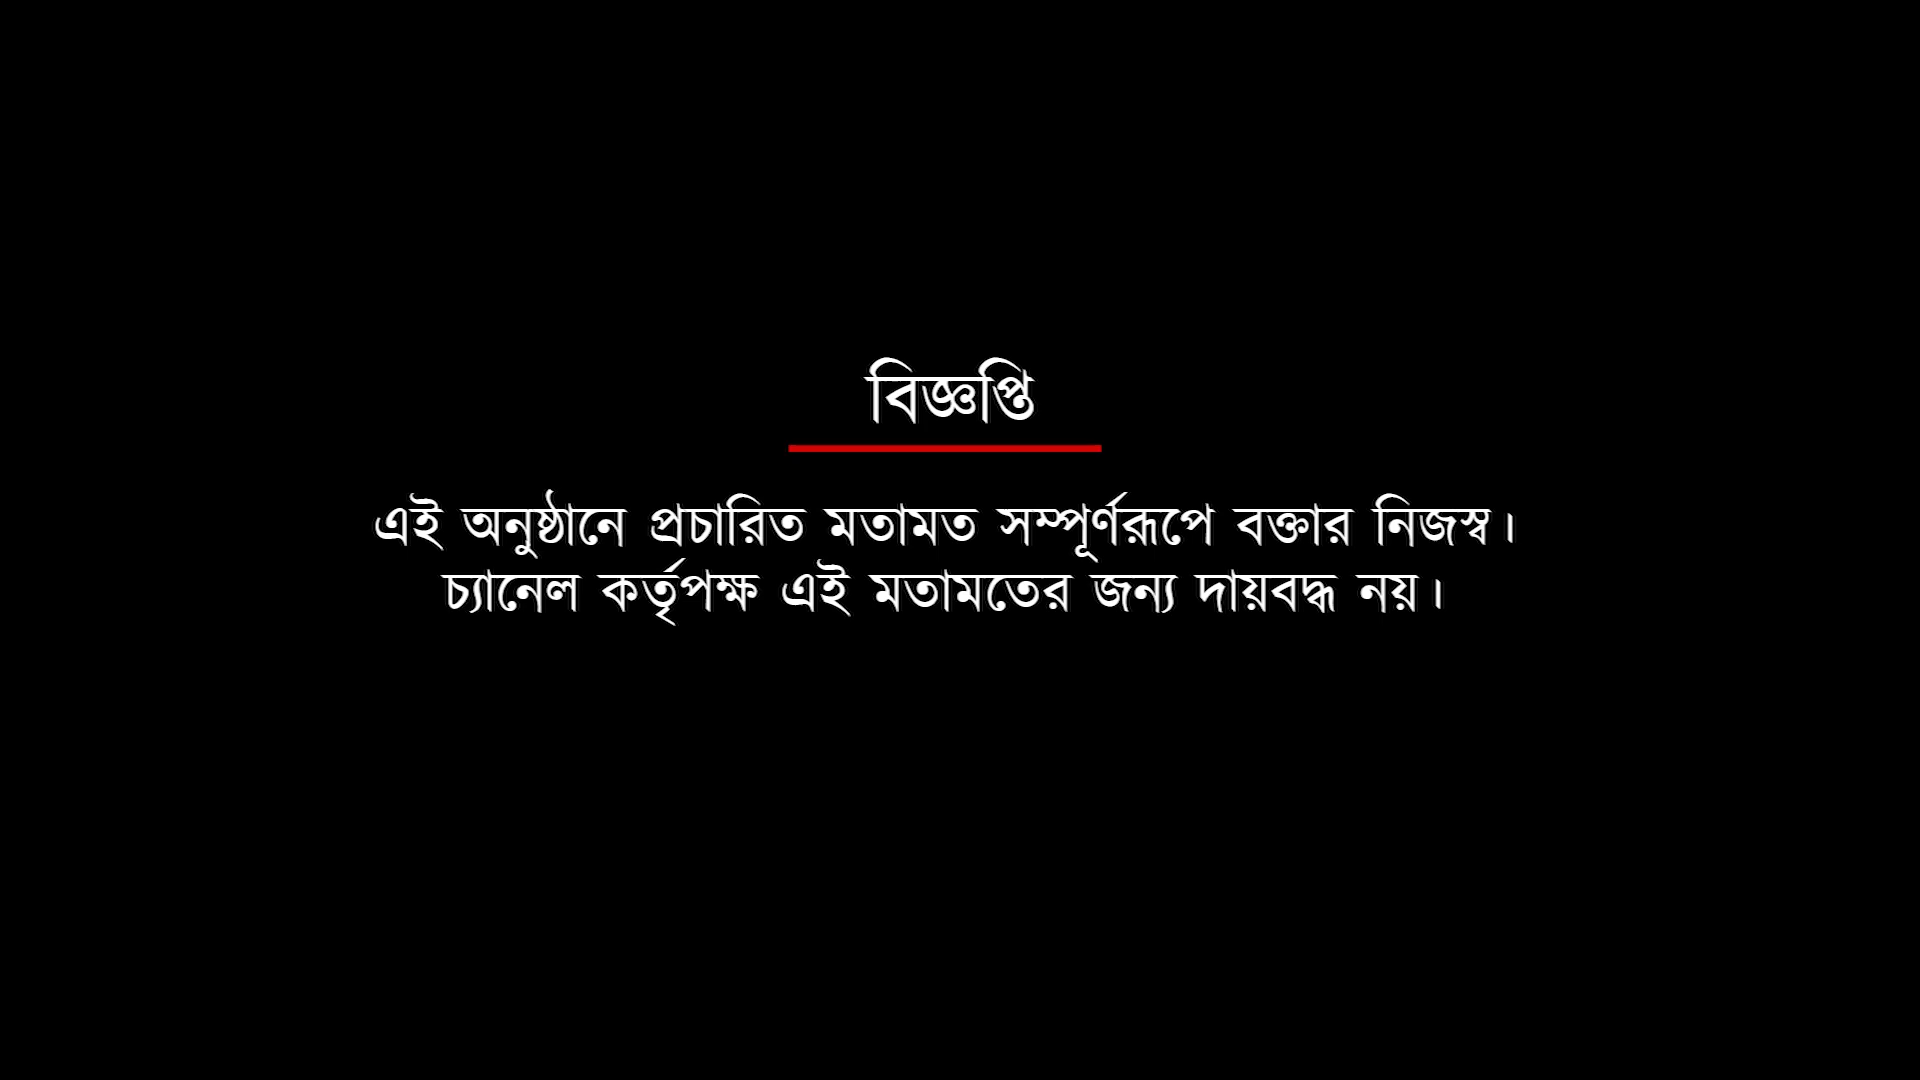 বিজ্ঞপ্তি
এই অনুষ্ঠানে প্রচারিত মতামত সম্পূর্ণরূপে বক্তার নিজস্ব।
চ্যানেল কর্তৃপক্ষ এই মতামতের জন্য দায়বদ্ধ নয়।